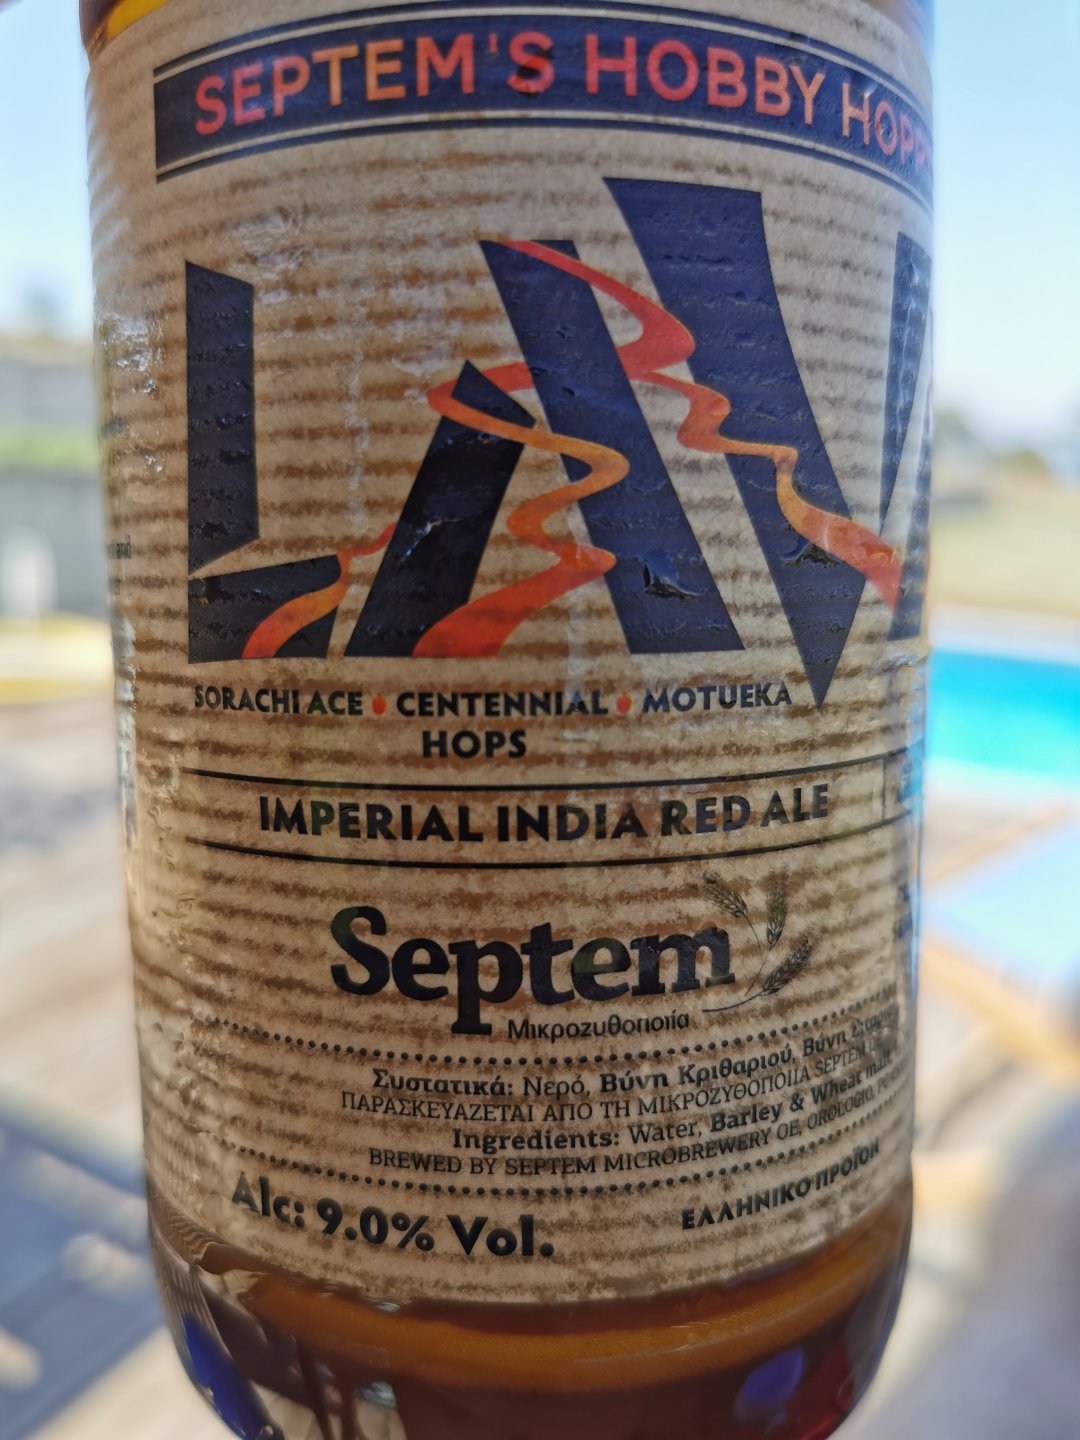 SEPTEM'S HOBBY
LAV
SORACHI ACE • CENTENNIAL • MOTUEKA
HOPS
IMPERIAL INDIA RED ALE
Septem
Μικροζυθοποιία
Συστατικά: Νερό, Βύνη Κριθαριού, Βύνη
ΠΑΡΑΣΚΕΥΑΖΕΤΑΙ ΑΠΟ ΤΗ ΜΙΚΡΟΖΥΘΟΠΟΙΙΑ SEPTEM
Ingredients: Water, Barley & Wheat malt,
BREWED BY SEPTEM MICROBREWERY OE, OROLOGIO,
Alc: 9.0% Vol.
ΕΛΛΗΝΙΚΟ ΠΡΟΪΟΝ
and